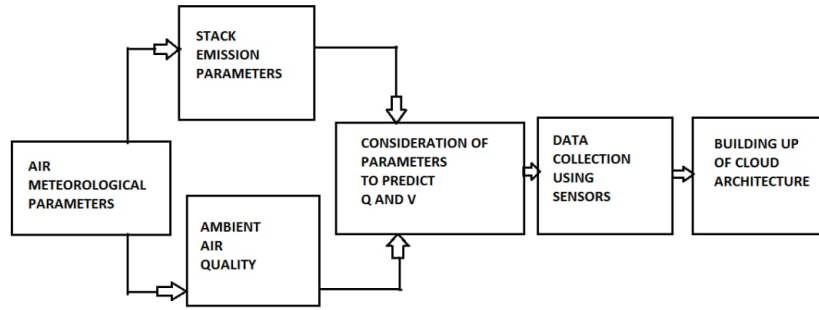 STACK
EMISSION
PARAMETERS
AIR
METEOROLOGICAL
PARAMETERS
AMBIENT
AIR
QUALITY
CONSIDERATION OF
PARAMETERS
TO PREDICT
Q AND V
DATA
COLLECTION
USING
SENSORS
BUILDING UP
OF CLOUD
ARCHITECTURE